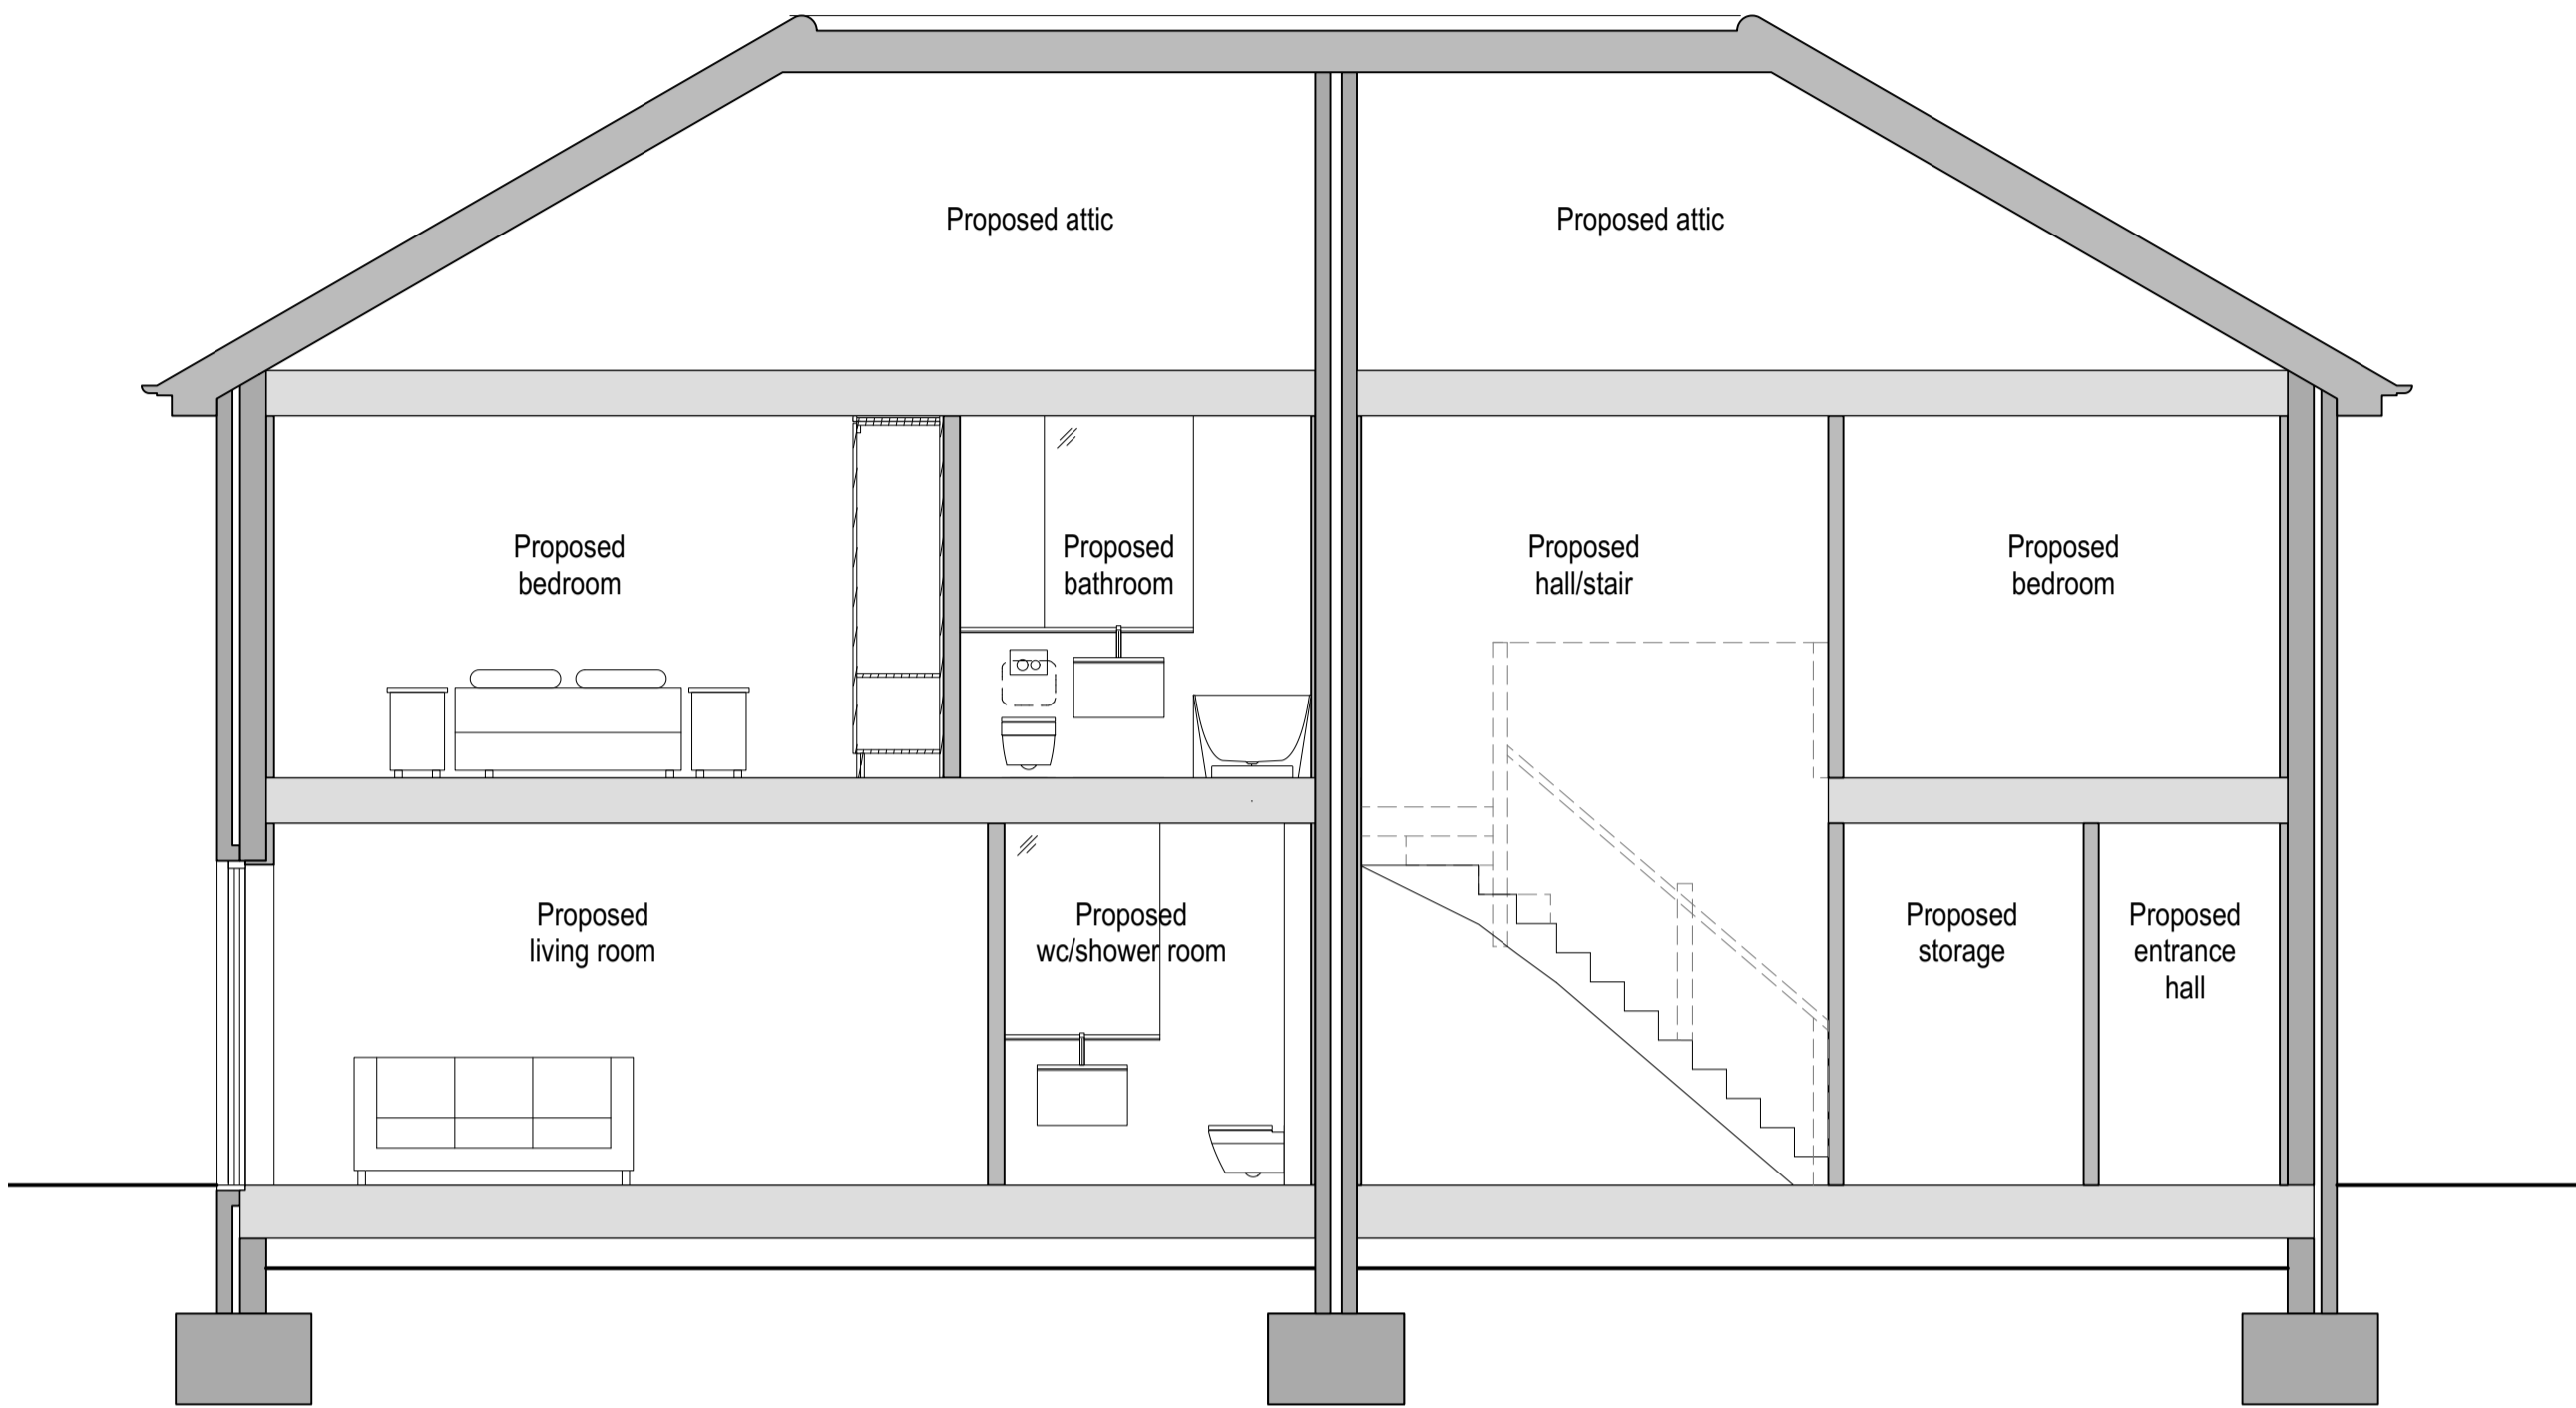 Proposed attic
Proposed attic
Proposed
bedroom
Proposed
bathroom
Proposed
hall/stair
Proposed
bedroom
Proposed
living room
Proposed
wc/shower room
Proposed
storage
Proposed
entrance
hall